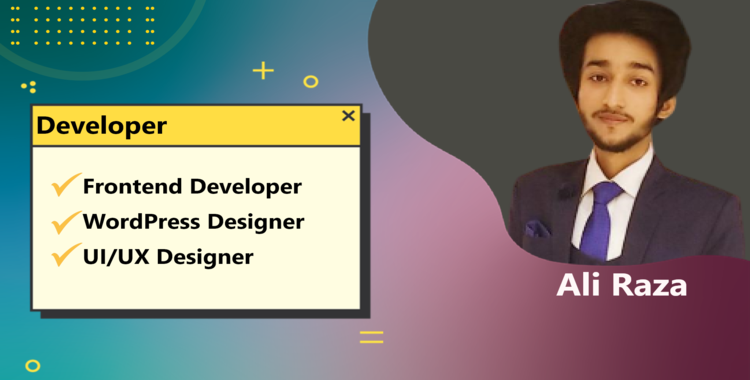 Developer
Frontend Developer
WordPress Designer
UI/UX Designer
Ali Raza